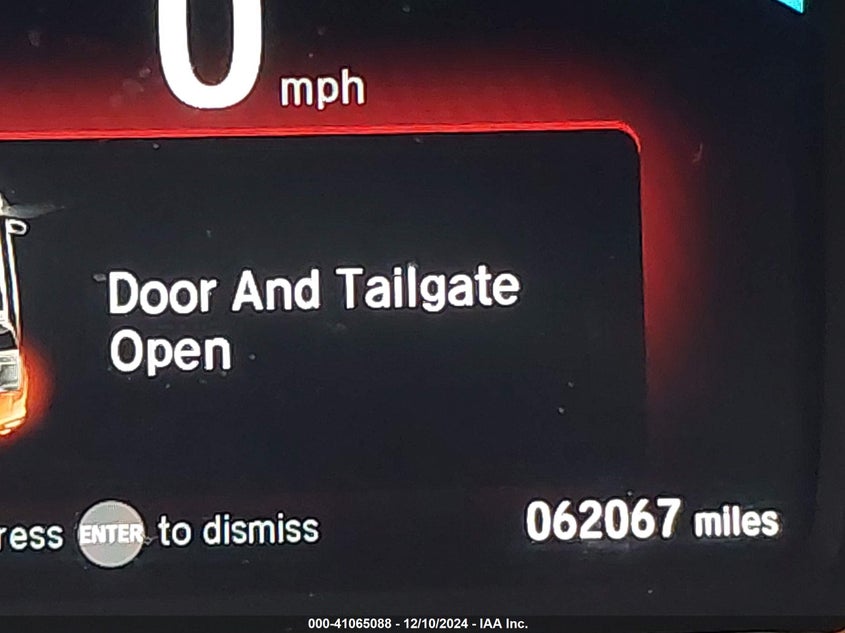 0 mph
Door And Tailgate
Open
ress ENTER to dismiss
062067 miles
000-41065088 - 12/10/2024 - IAA Inc.